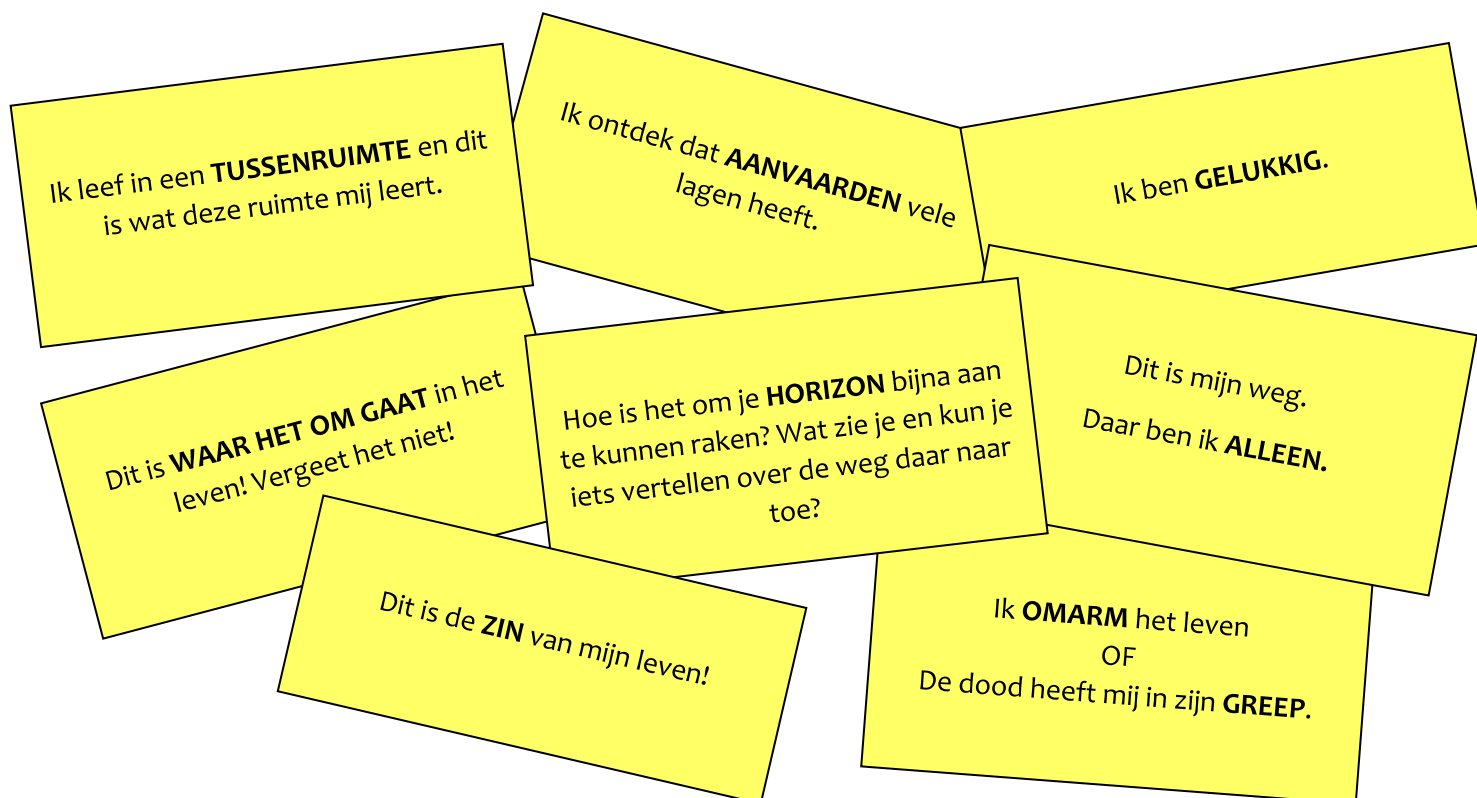 Ik leef in een TUSSENRUIMTE en dit
is wat deze ruimte mij leert.
Ik ontdek dat AANVAARDEN vele
lagen heeft.
Ik ben GELUKKIG.
Dit is WAAR HET OM GAAT in het
leven! Vergeet het niet!
Hoe is het om je HORIZON bijna aan
te kunnen raken? Wat zie je en kun je
iets vertellen over de weg daar naar
toe?
Dit is mijn weg.
Daar ben ik ALLEEN.
Dit is de ZIN van mijn leven!
Ik OMARM het leven
OF
De dood heeft mij in zijn GREEP.